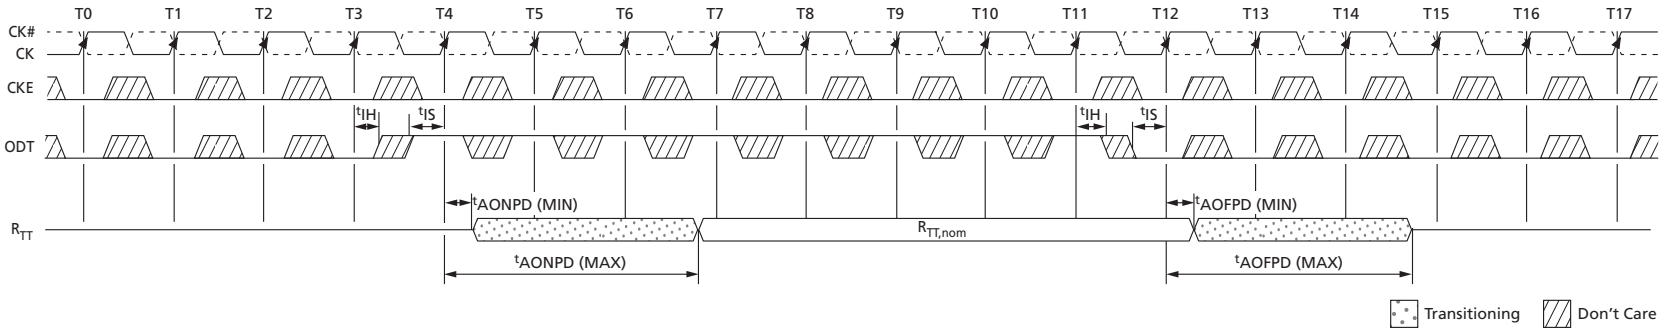 T0 T1 T2 T3 T4 T5 T6 T7 T8 T9 T10 T11 T12 T13 T14 T15 T16 T17
CK#
CK
CKE
tIH tIS tIH tIS
ODT
tAONPD (MIN) tAOFPD (MIN)
RTT RTT,nom
tAONPD (MAX) tAOFPD (MAX)
Transitioning Don't Care